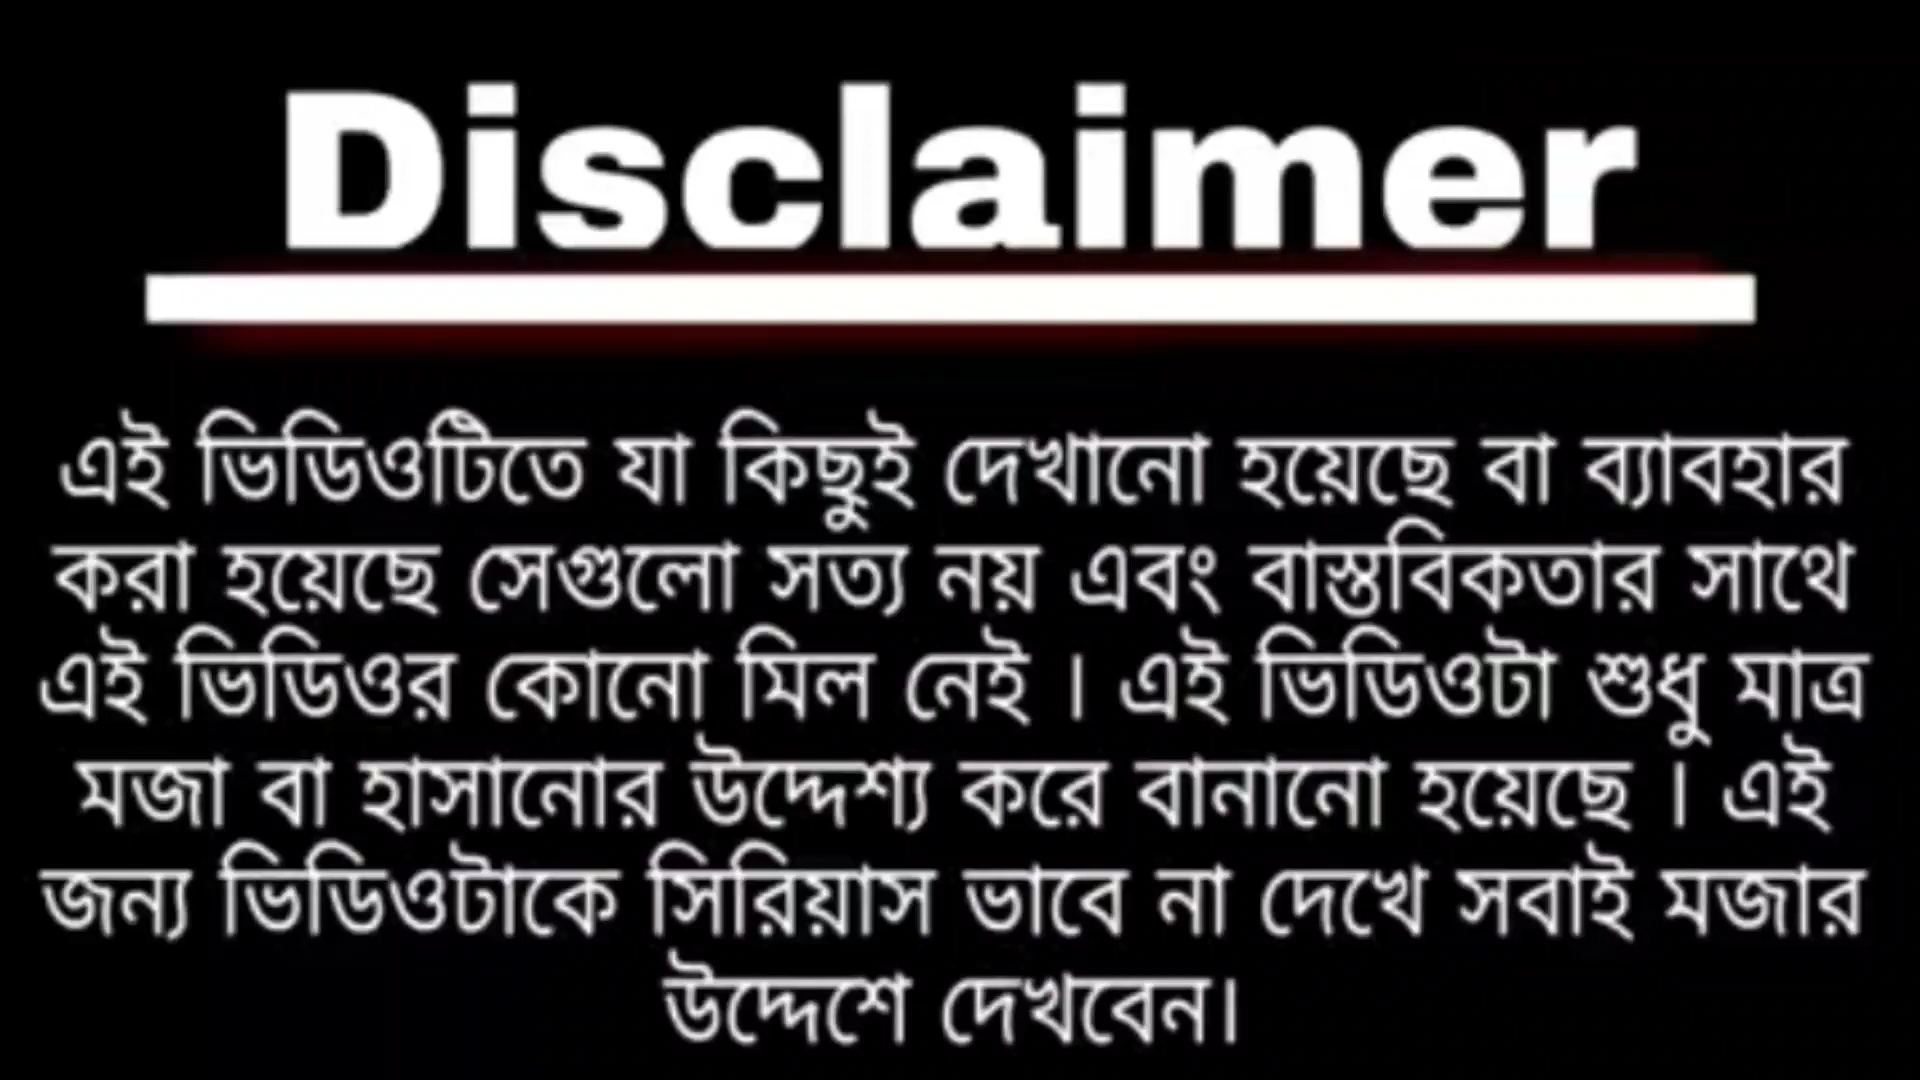 Disclaimer
এই ভিডিওটিতে যা কিছুই দেখানো হয়েছে বা ব্যাবহার
করা হয়েছে সেগুলো সত্য নয় এবং বাস্তবিকতার সাথে
এই ভিডিওর কোনো মিল নেই । এই ভিডিওটা শুধু মাত্র
মজা বা হাসানোর উদ্দেশ্য করে বানানো হয়েছে । এই
জন্য ভিডিওটাকে সিরিয়াস ভাবে না দেখে সবাই মজার
উদ্দেশে দেখবেন।